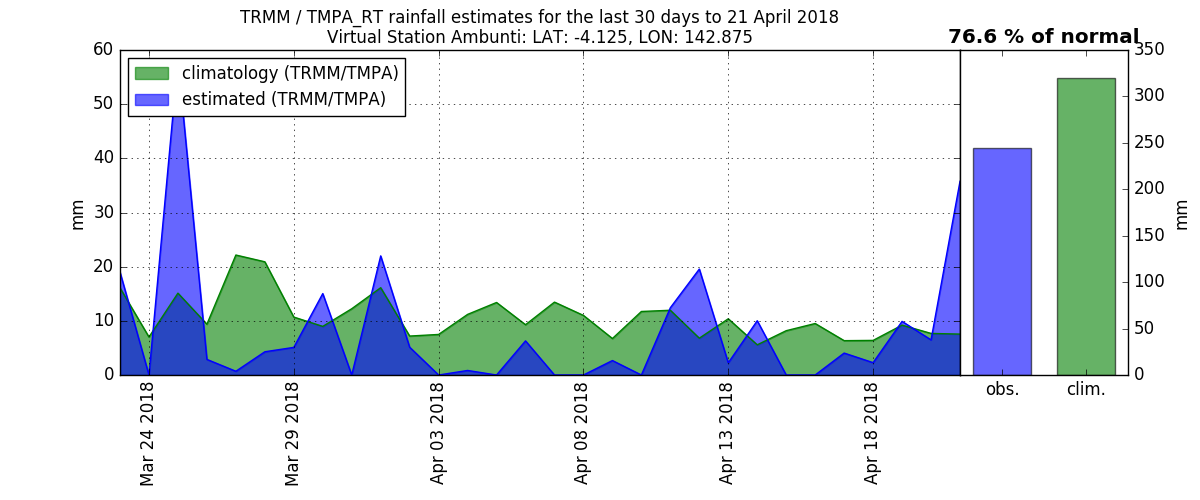 TRMM / TMPA_RT rainfall estimates for the last 30 days to 21 April 2018
Virtual Station Ambunti: LAT: -4.125, LON: 142.875
76.6 % of normal
climatology (TRMM/TMPA)
estimated (TRMM/TMPA)
60
50
40
30
20
10
0
mm
Mar 24 2018
Mar 29 2018
Apr 03 2018
Apr 08 2018
Apr 13 2018
Apr 18 2018
350
300
250
200
150
100
50
0
mm
obs.
clim.